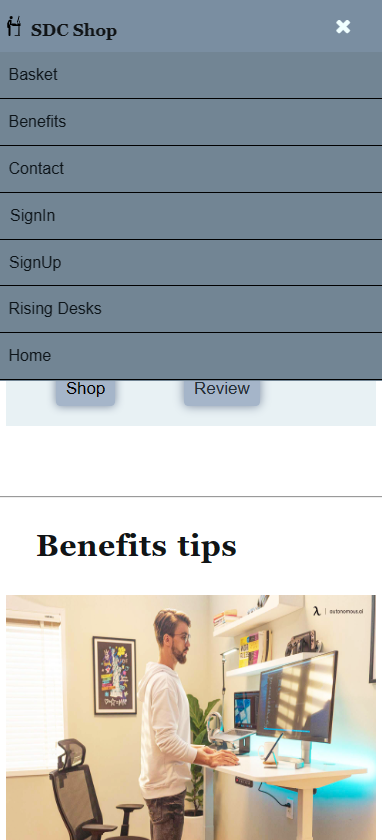 SDC Shop
Basket
Benefits
Contact
SignIn
SignUp
Rising Desks
Home
Shop
Review
Benefits tips
autonomous.ai